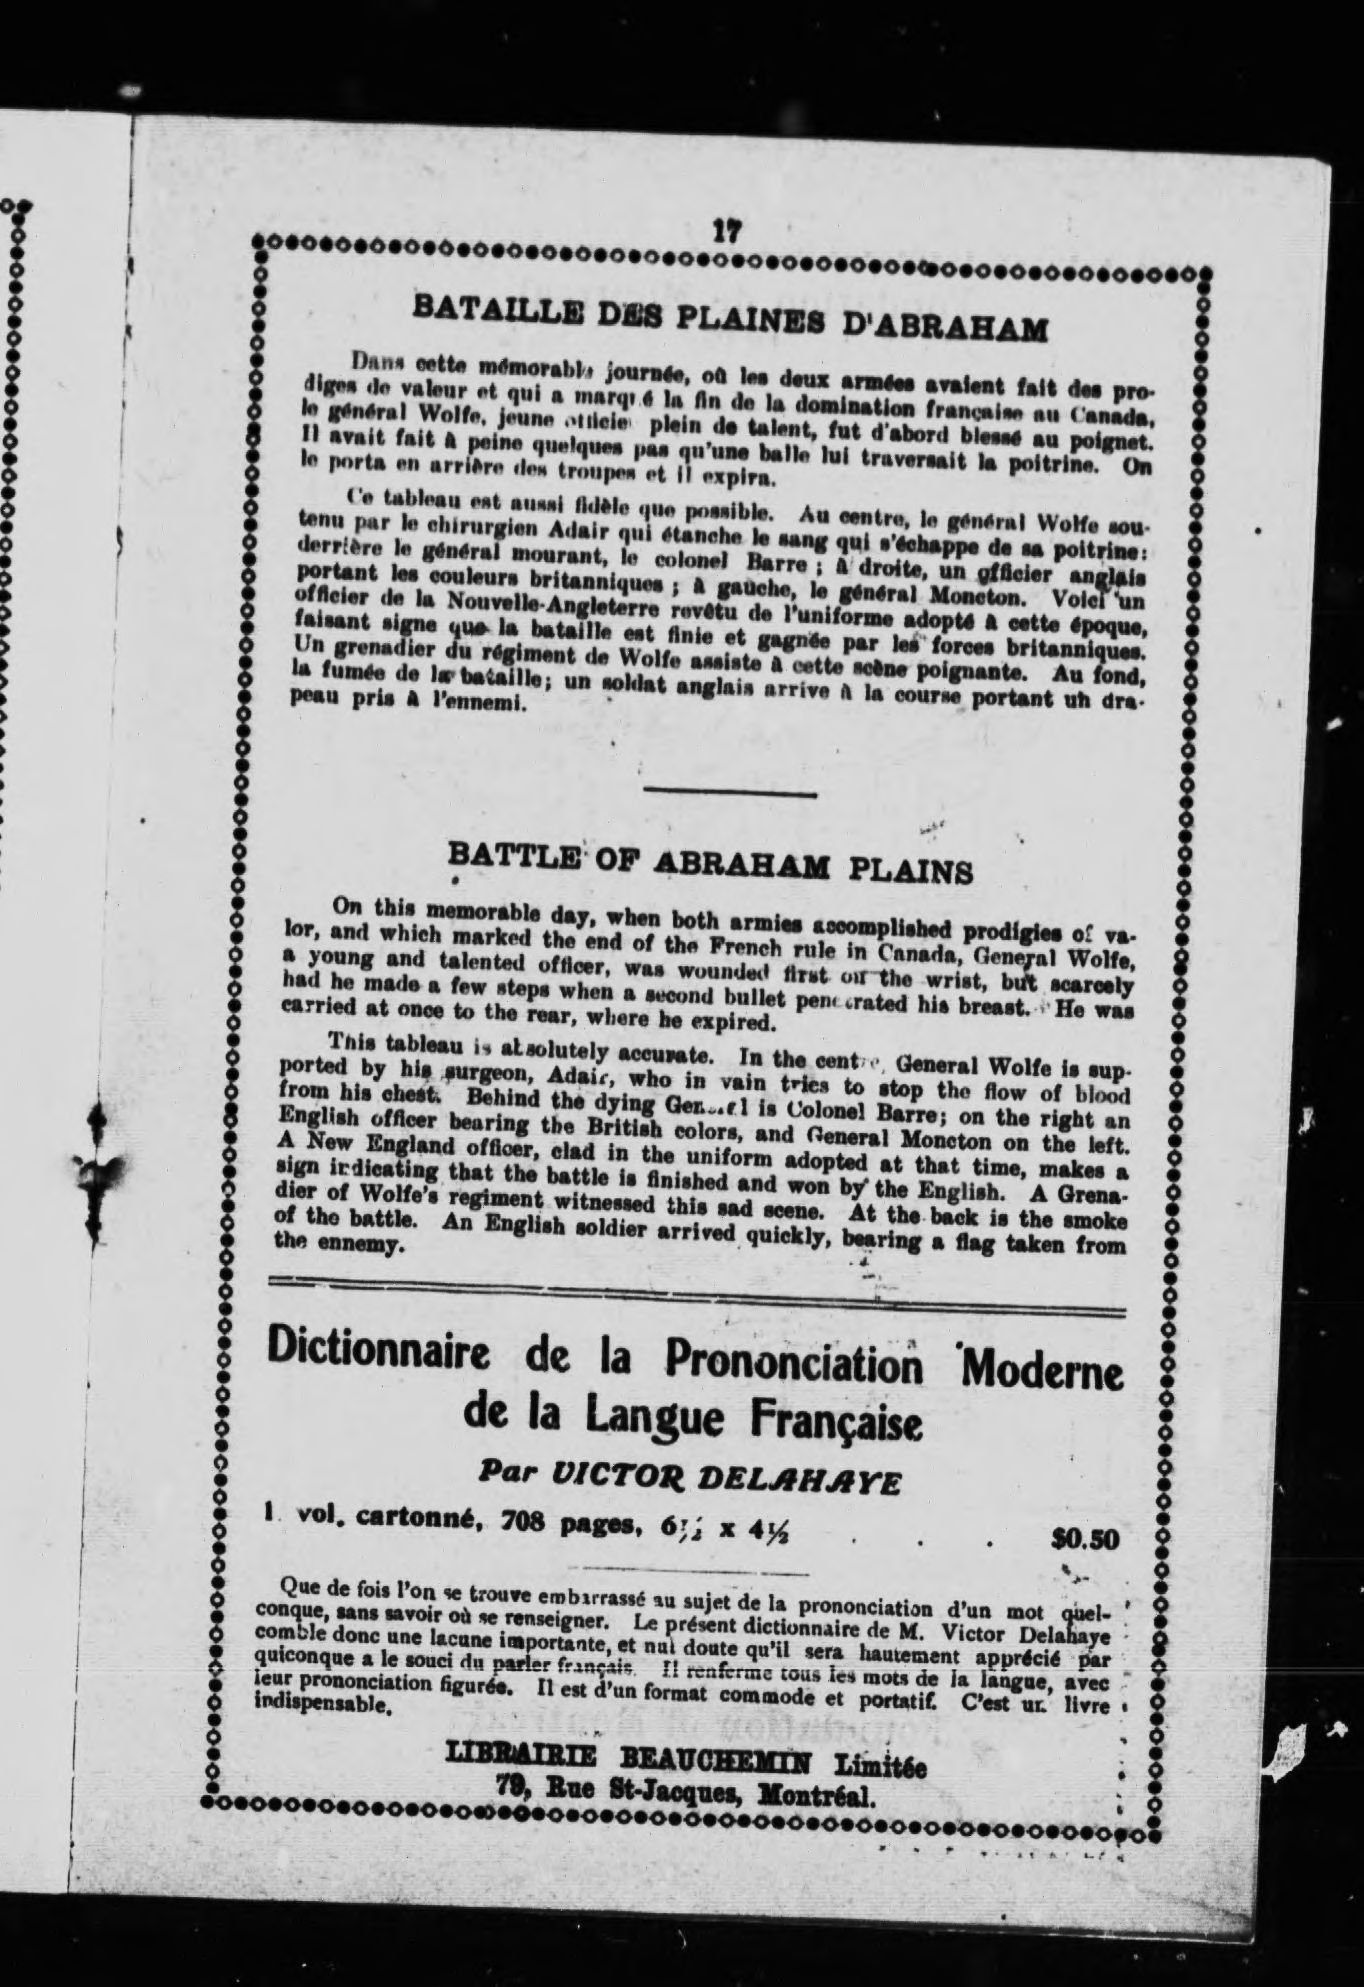 17
BATAILLE DES PLAINES D'ABRAHAM
Dans cette mémorable journée, où les deux armées avaient fait des pro-
diges de valeur et qui a marqué la fin de la domination française au Canada,
le général Wolfe, jeune officier plein de talent, fut d'abord blessé au poignet.
Il avait fait à peine quelques pas qu'une balle lui traversait la poitrine. On
le porta en arrière des troupes et il expira.
Ce tableau est aussi fidèle que possible. Au centre, le général Wolfe sou-
tenu par le chirurgien Adair qui étanche le sang qui s'échappe de sa poitrine:
derrière le général mourant, le colonel Barre ; à droite, un officier anglais
portant les couleurs britanniques ; à gauche, le général Moncton. Voici un
officier de la Nouvelle-Angleterre revêtu de l'uniforme adopté à cette époque,
faisant signe que la bataille est finie et gagnée par les forces britanniques.
Un grenadier du régiment de Wolfe assiste à cette scène poignante. Au fond,
la fumée de la bataille; un soldat anglais arrive à la course portant un dra-
peau pris à l'ennemi.
BATTLE OF ABRAHAM PLAINS
On this memorable day, when both armies accomplished prodigies of va-
lor, and which marked the end of the French rule in Canada, General Wolfe,
a young and talented officer, was wounded first on the wrist, but scarcely
had he made a few steps when a second bullet penetrated his breast. He was
carried at once to the rear, where he expired.
This tableau is absolutely accurate. In the centre, General Wolfe is sup-
ported by his surgeon, Adair, who in vain tries to stop the flow of blood
from his chest. Behind the dying General is Colonel Barre; on the right an
English officer bearing the British colors, and General Moncton on the left.
A New England officer, clad in the uniform adopted at that time, makes a
sign indicating that the battle is finished and won by the English. A Grena-
dier of Wolfe's regiment witnessed this sad scene. At the back is the smoke
of the battle. An English soldier arrived quickly, bearing a flag taken from
the ennemy.
Dictionnaire de la Prononciation Moderne
de la Langue Française
Par VICTOR DELAHAYE
1 vol. cartonné, 708 pages, 6½ x 4½ . . . $0.50
Que de fois l'on se trouve embarrassé au sujet de la prononciation d'un mot quel-
conque, sans savoir où se renseigner. Le présent dictionnaire de M. Victor Delahaye
comble donc une lacune importante, et nul doute qu'il sera hautement apprécié par
quiconque a le souci du parler français. Il renferme tous les mots de la langue, avec
leur prononciation figurée. Il est d'un format commode et portatif. C'est un livre
indispensable.
LIBRAIRIE BEAUCHEMIN Limitée
79, Rue St-Jacques, Montréal.